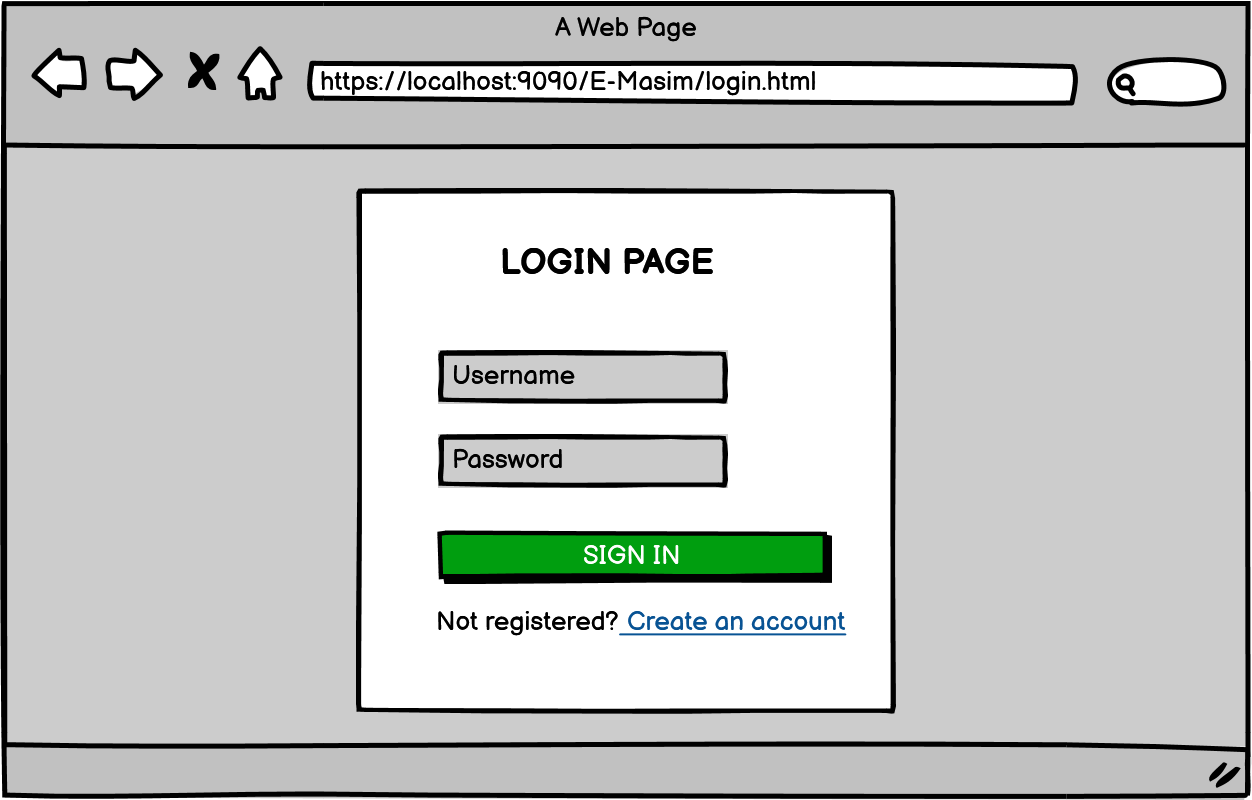 A Web Page
https://localhost:9090/E-Masim/login.html
LOGIN PAGE
Username
Password
SIGN IN
Not registered? Create an account